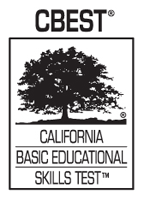 CBEST®
®
CALIFORNIA
BASIC EDUCATIONAL
SKILLS TEST™